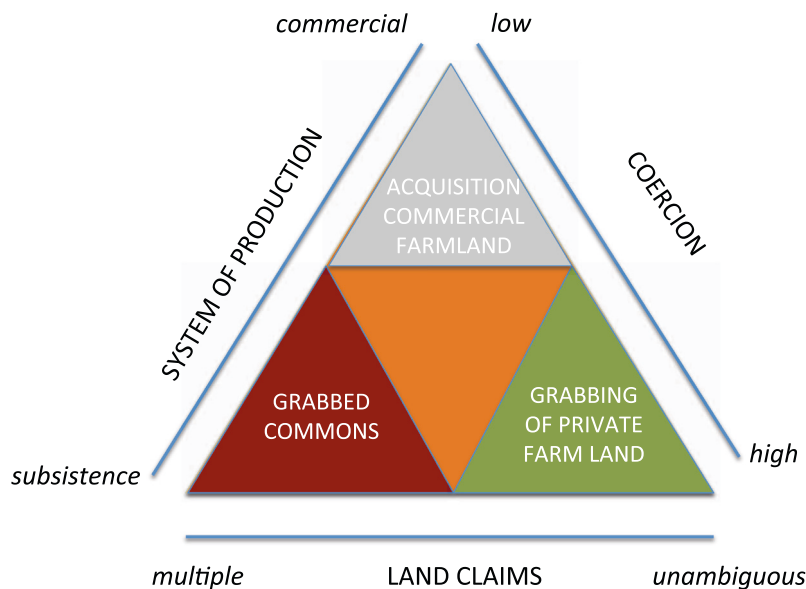 commercial
low
SYSTEM OF PRODUCTION
COERCION
ACQUISITION
COMMERCIAL
FARMLAND
GRABBED
COMMONS
GRABBING
OF PRIVATE
FARM LAND
subsistence
high
multiple
LAND CLAIMS
unambiguous